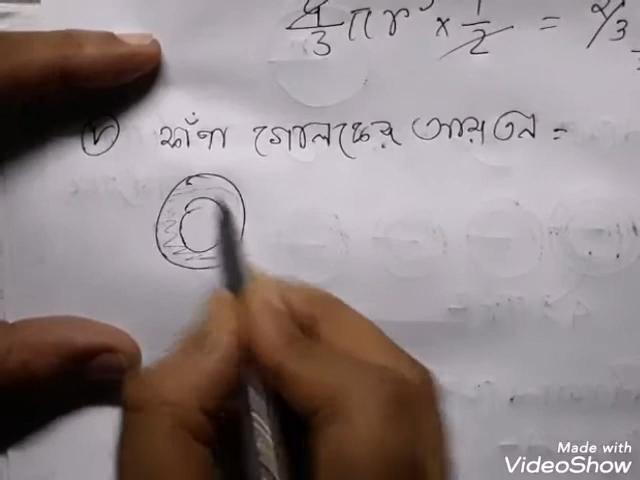 4/3 πr³ × 1/2 = 2/3
(v) ফাঁপা গোলকের আয়তন =
Made with
VideoShow